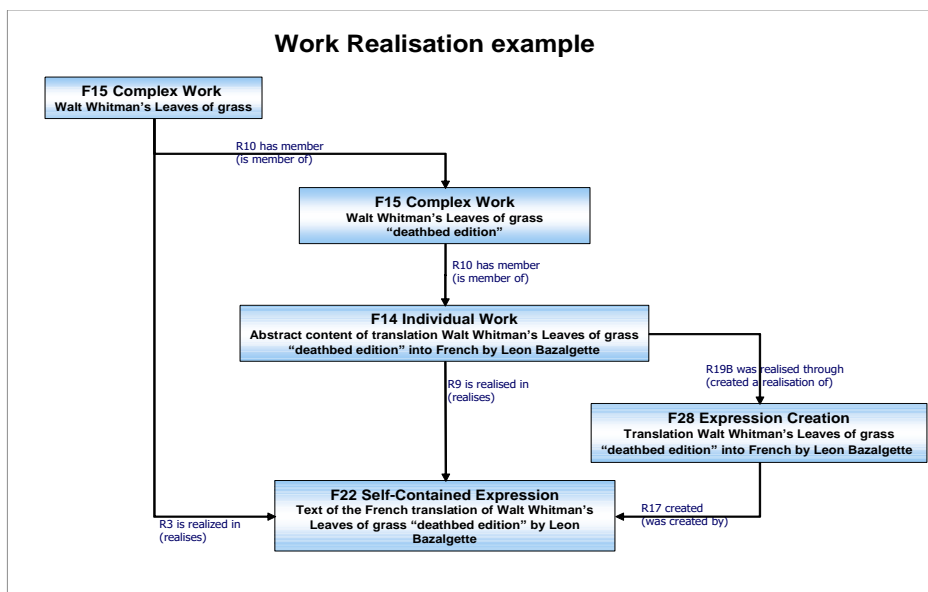 Work Realisation example
F15 Complex Work
Walt Whitman's Leaves of grass
R10 has member
(is member of)
F15 Complex Work
Walt Whitman's Leaves of grass
“deathbed edition”
R10 has member
(is member of)
F14 Individual Work
Abstract content of translation Walt Whitman's Leaves of grass
“deathbed edition” into French by Leon Bazalgette
R19B was realised through
(created a realisation of)
R9 is realised in
(realises)
F28 Expression Creation
Translation Walt Whitman's Leaves of grass
“deathbed edition” into French by Leon Bazalgette
F22 Self-Contained Expression
Text of the French translation of Walt Whitman's
Leaves of grass “deathbed edition” by Leon
Bazalgette
R17 created
(was created by)
R3 is realized in
(realises)